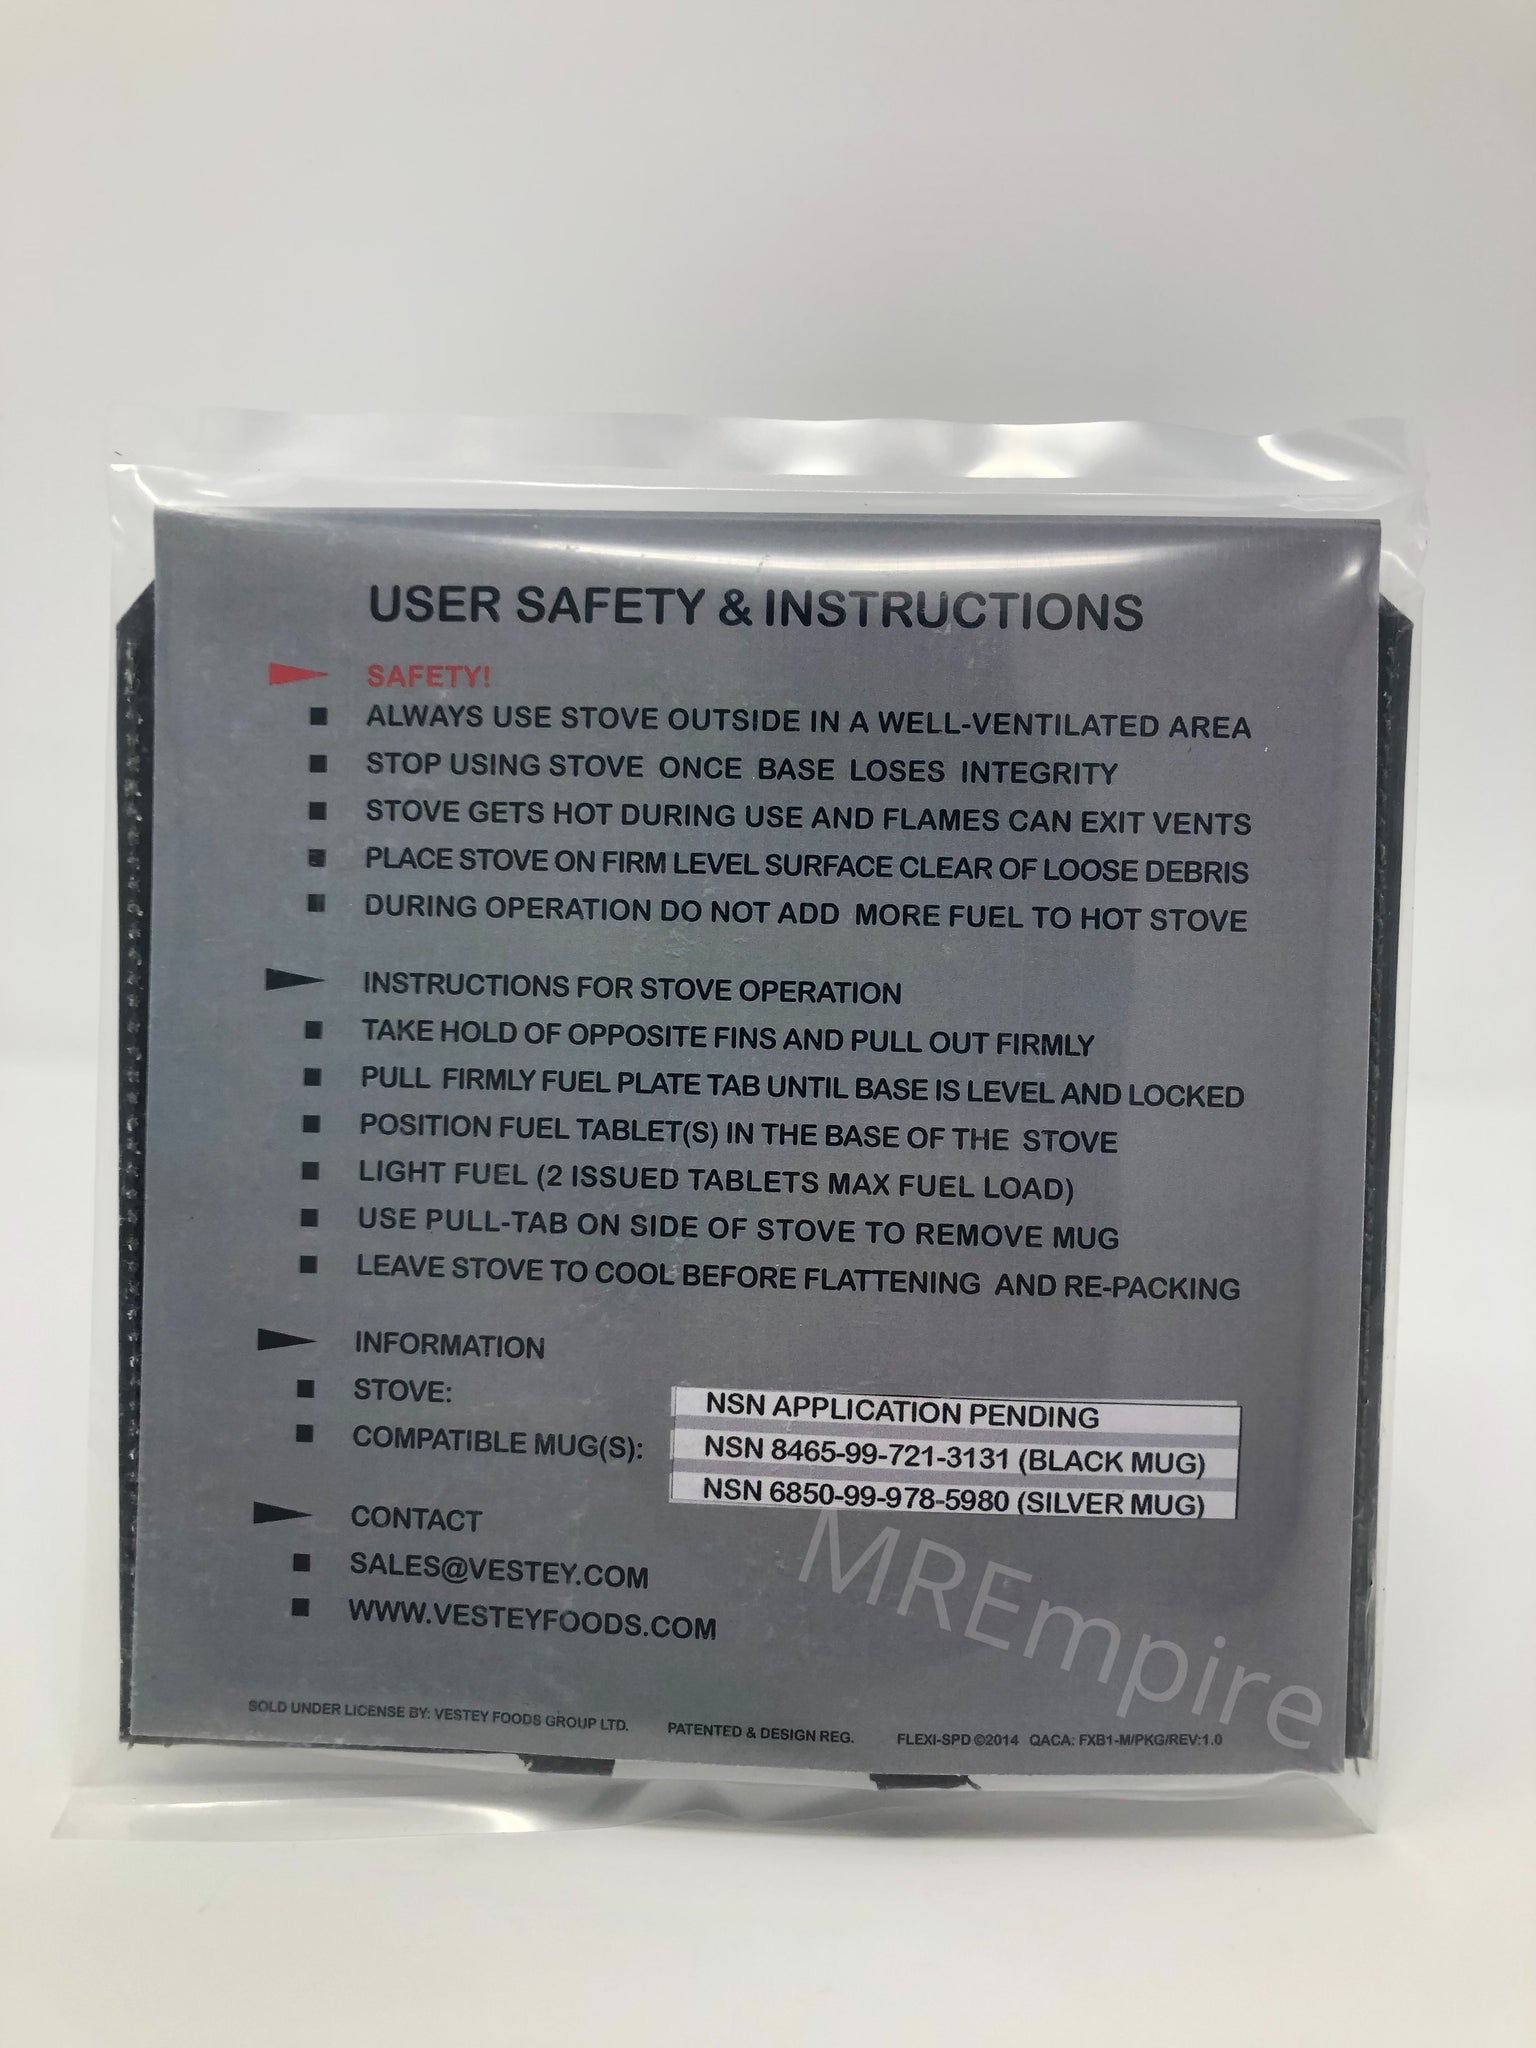 USER SAFETY & INSTRUCTIONS
SAFETY!
ALWAYS USE STOVE OUTSIDE IN A WELL-VENTILATED AREA
STOP USING STOVE ONCE BASE LOSES INTEGRITY
STOVE GETS HOT DURING USE AND FLAMES CAN EXIT VENTS
PLACE STOVE ON FIRM LEVEL SURFACE CLEAR OF LOOSE DEBRIS
DURING OPERATION DO NOT ADD MORE FUEL TO HOT STOVE
INSTRUCTIONS FOR STOVE OPERATION
TAKE HOLD OF OPPOSITE FINS AND PULL OUT FIRMLY
PULL FIRMLY FUEL PLATE TAB UNTIL BASE IS LEVEL AND LOCKED
POSITION FUEL TABLET(S) IN THE BASE OF THE STOVE
LIGHT FUEL (2 ISSUED TABLETS MAX FUEL LOAD)
USE PULL-TAB ON SIDE OF STOVE TO REMOVE MUG
LEAVE STOVE TO COOL BEFORE FLATTENING AND RE-PACKING
INFORMATION
STOVE: NSN APPLICATION PENDING
COMPATIBLE MUG(S): NSN 8465-99-721-3131 (BLACK MUG)
NSN 6850-99-978-5980 (SILVER MUG)
CONTACT
SALES@VESTEY.COM
WWW.VESTEYFOODS.COM
MREmpire
SOLD UNDER LICENSE BY: VESTEY FOODS GROUP LTD. PATENTED & DESIGN REG. FLEXI-SPD ©2014 QACA: FXB1-M/PKG/REV:1.0